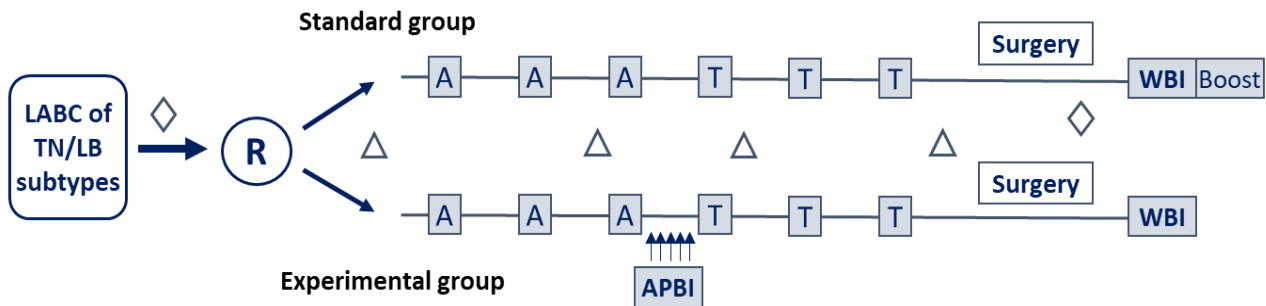 Standard group
Surgery
A A A T T T
WBI Boost
LABC of
TN/LB
subtypes
R
Surgery
A A A T T T
WBI
Experimental group
APBI